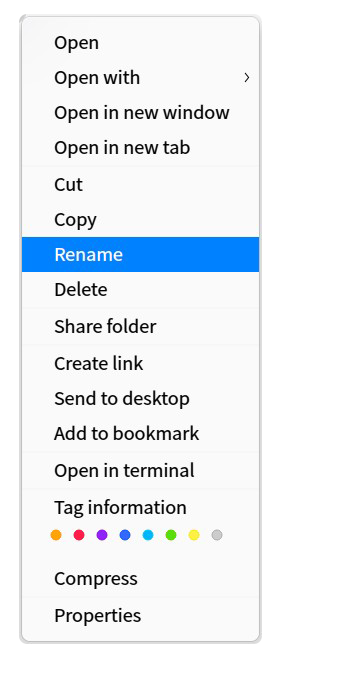 Open
Open with
Open in new window
Open in new tab
Cut
Copy
Rename
Delete
Share folder
Create link
Send to desktop
Add to bookmark
Open in terminal
Tag information
Compress
Properties